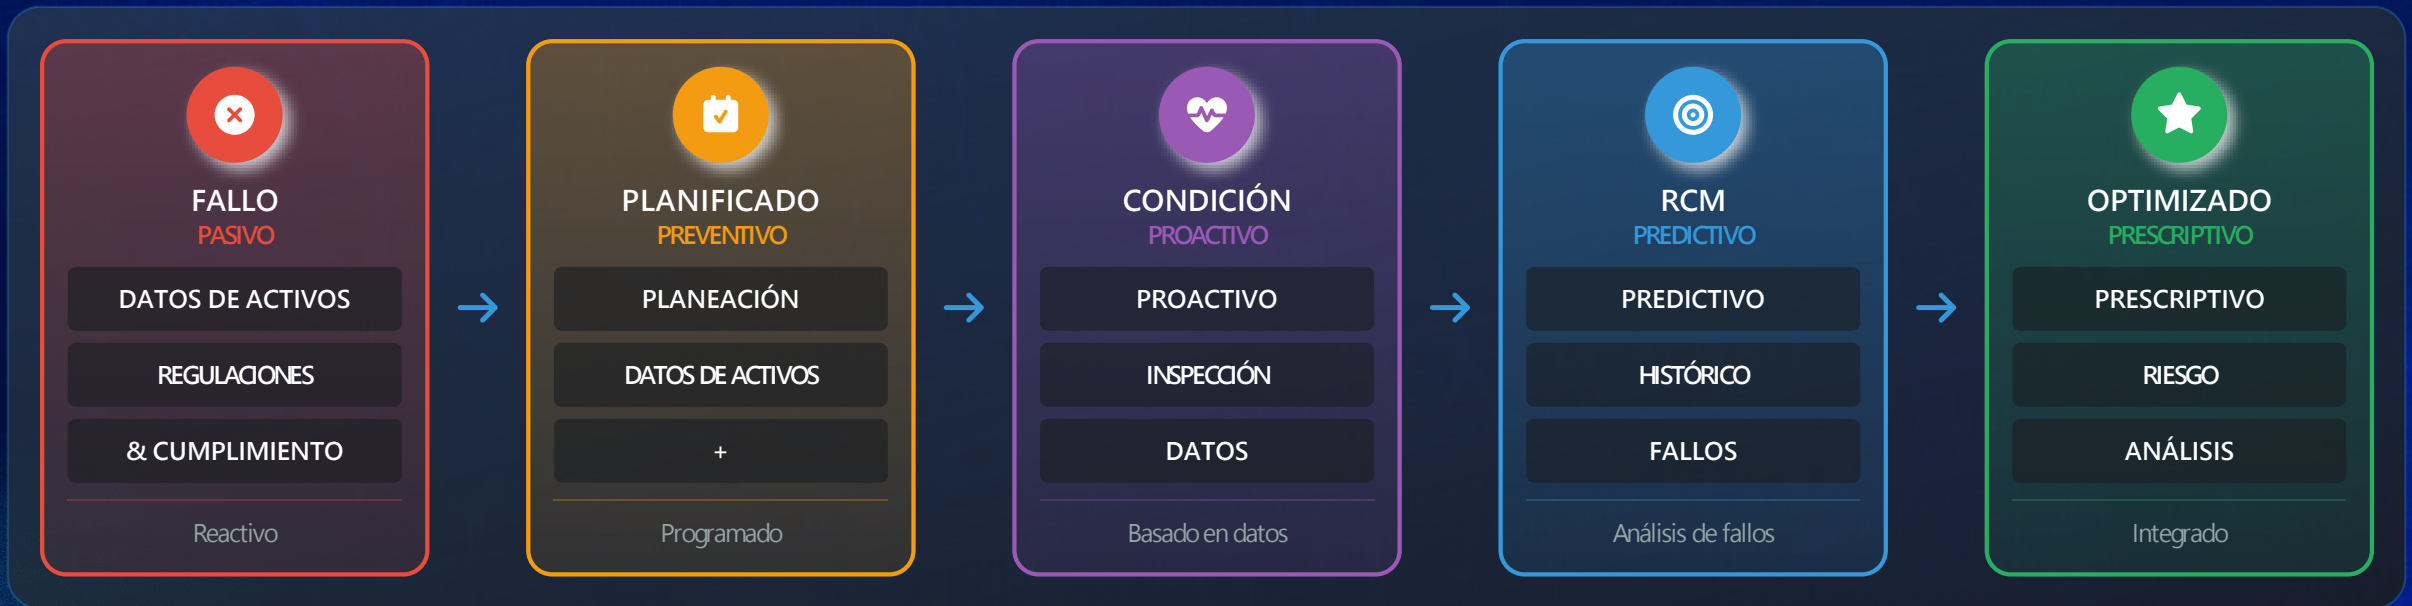 FALLO
PASIVO
DATOS DE ACTIVOS
REGULACIONES
& CUMPLIMIENTO
Reactivo
PLANIFICADO
PREVENTIVO
PLANEACIÓN
DATOS DE ACTIVOS
+
Programado
CONDICIÓN
PROACTIVO
PROACTIVO
INSPECCIÓN
DATOS
Basado en datos
RCM
PREDICTIVO
PREDICTIVO
HISTÓRICO
FALLOS
Análisis de fallos
OPTIMIZADO
PRESCRIPTIVO
PRESCRIPTIVO
RIESGO
ANÁLISIS
Integrado